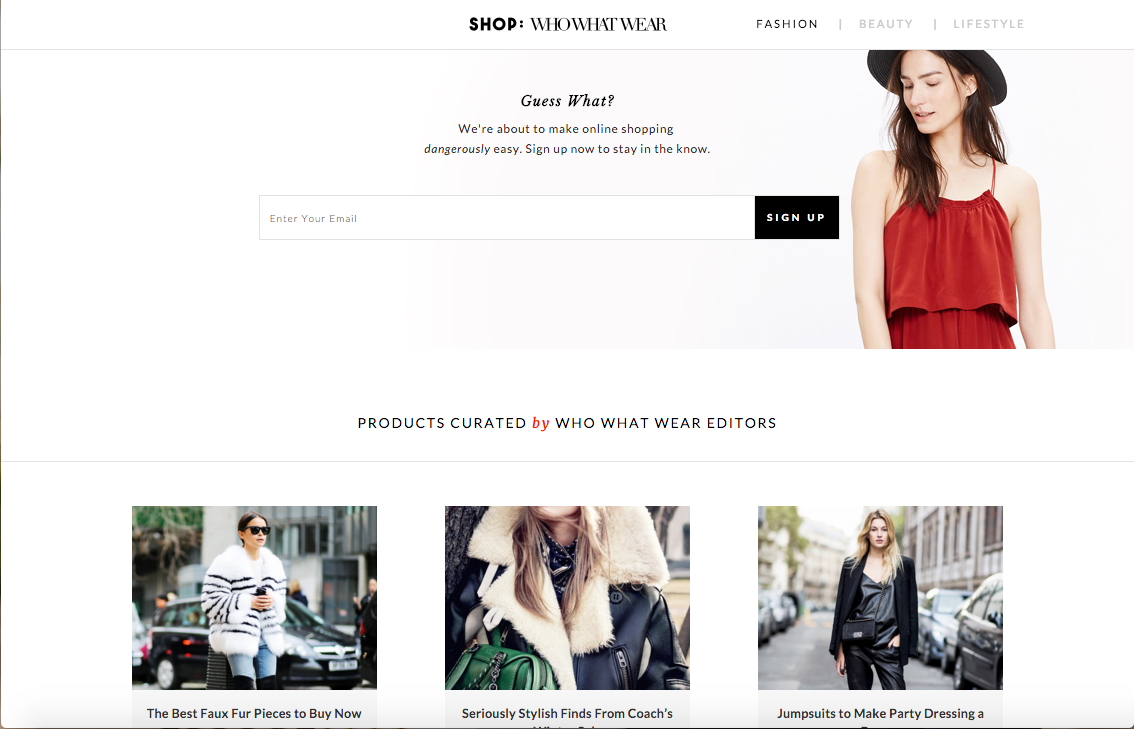 SHOP: WHO WHAT WEAR
FASHION | BEAUTY | LIFESTYLE
Guess What?
We're about to make online shopping
dangerously easy. Sign up now to stay in the know.
Enter Your Email
SIGN UP
PRODUCTS CURATED by WHO WHAT WEAR EDITORS
The Best Faux Fur Pieces to Buy Now
Seriously Stylish Finds From Coach’s
Jumpsuits to Make Party Dressing a